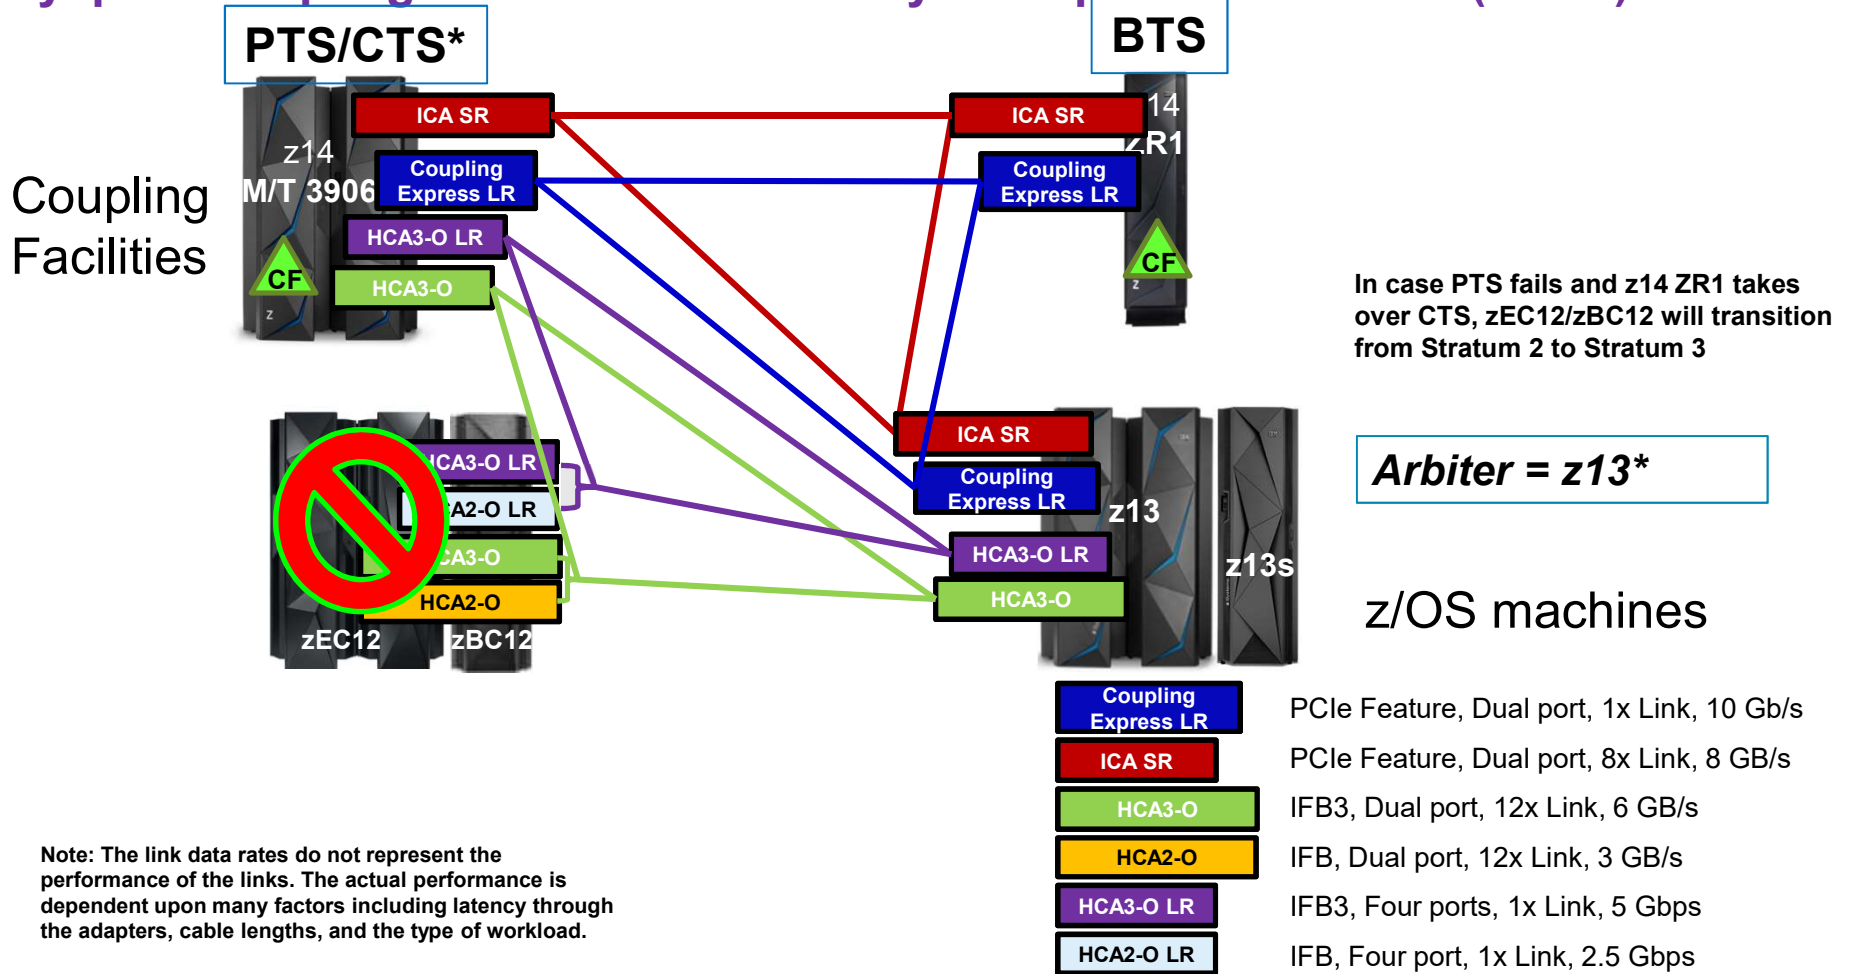 PTS/CTS*
BTS
ICA SR
ICA SR
14
ZR1
z14
M/T 3906
Coupling
Express LR
Coupling
Express LR
Coupling
Facilities
HCA3-O LR
CF
HCA3-O
z
CF
z
In case PTS fails and z14 ZR1 takes
over CTS, zEC12/zBC12 will transition
from Stratum 2 to Stratum 3
ICA SR
HCA3-O LR
Coupling
Express LR
CA2-O LR
z13
Arbiter = z13*
CA3-O
HCA3-O LR
z13s
HCA2-O
HCA3-O
zEC12
zBC12
z/OS machines
Coupling
Express LR
PCIe Feature, Dual port, 1x Link, 10 Gb/s
ICA SR
PCIe Feature, Dual port, 8x Link, 8 GB/s
HCA3-O
IFB3, Dual port, 12x Link, 6 GB/s
HCA2-O
IFB, Dual port, 12x Link, 3 GB/s
HCA3-O LR
IFB3, Four ports, 1x Link, 5 Gbps
HCA2-O LR
IFB, Four port, 1x Link, 2.5 Gbps
Note: The link data rates do not represent the
performance of the links. The actual performance is
dependent upon many factors including latency through
the adapters, cable lengths, and the type of workload.